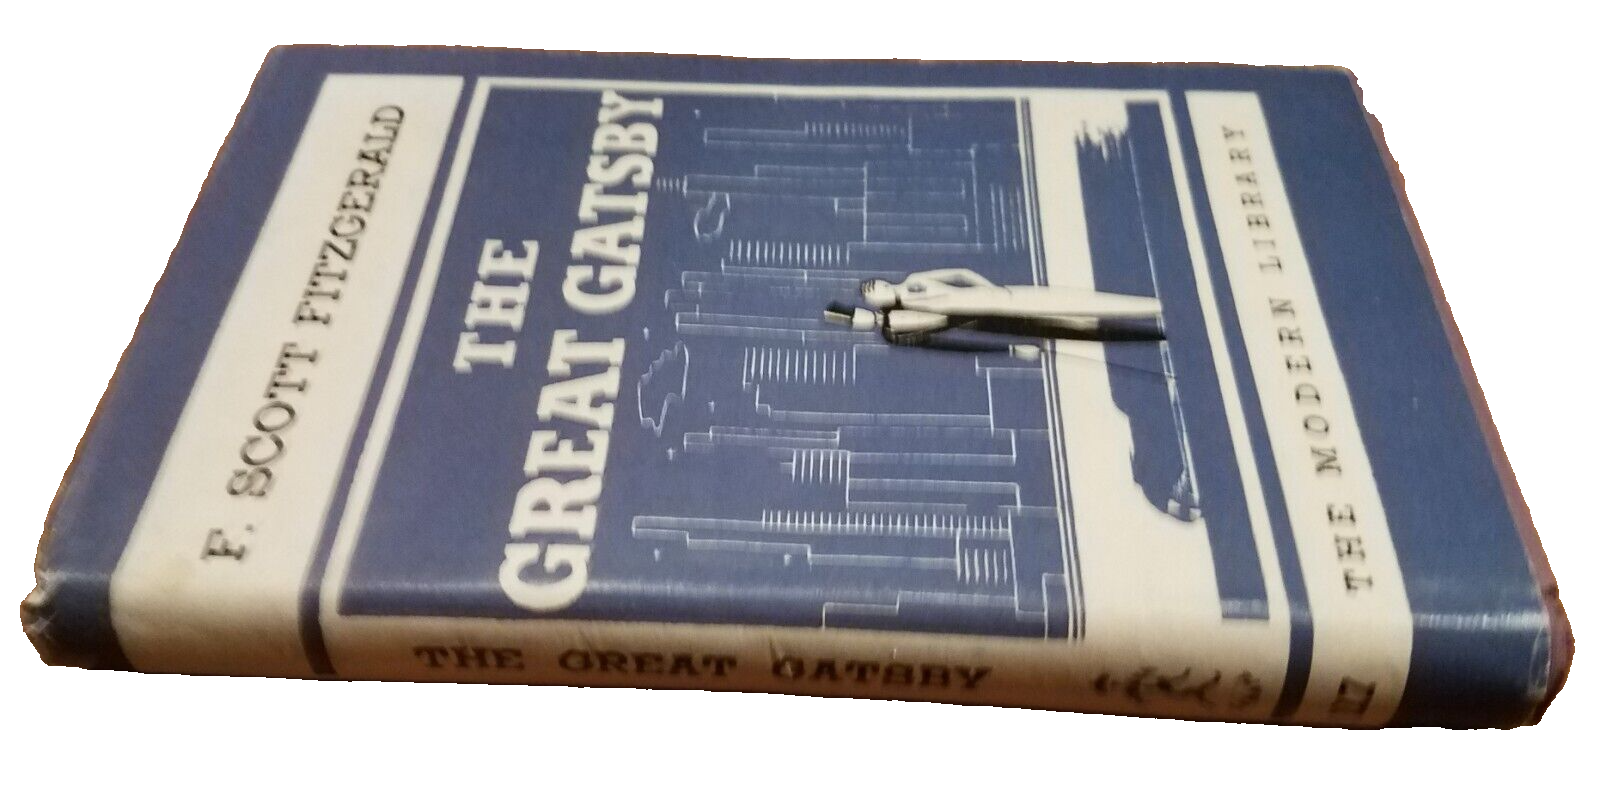 F. SCOTT FITZGERALD
THE
GREAT GATSBY
THE MODERN LIBRARY
THE GREAT GATSBY